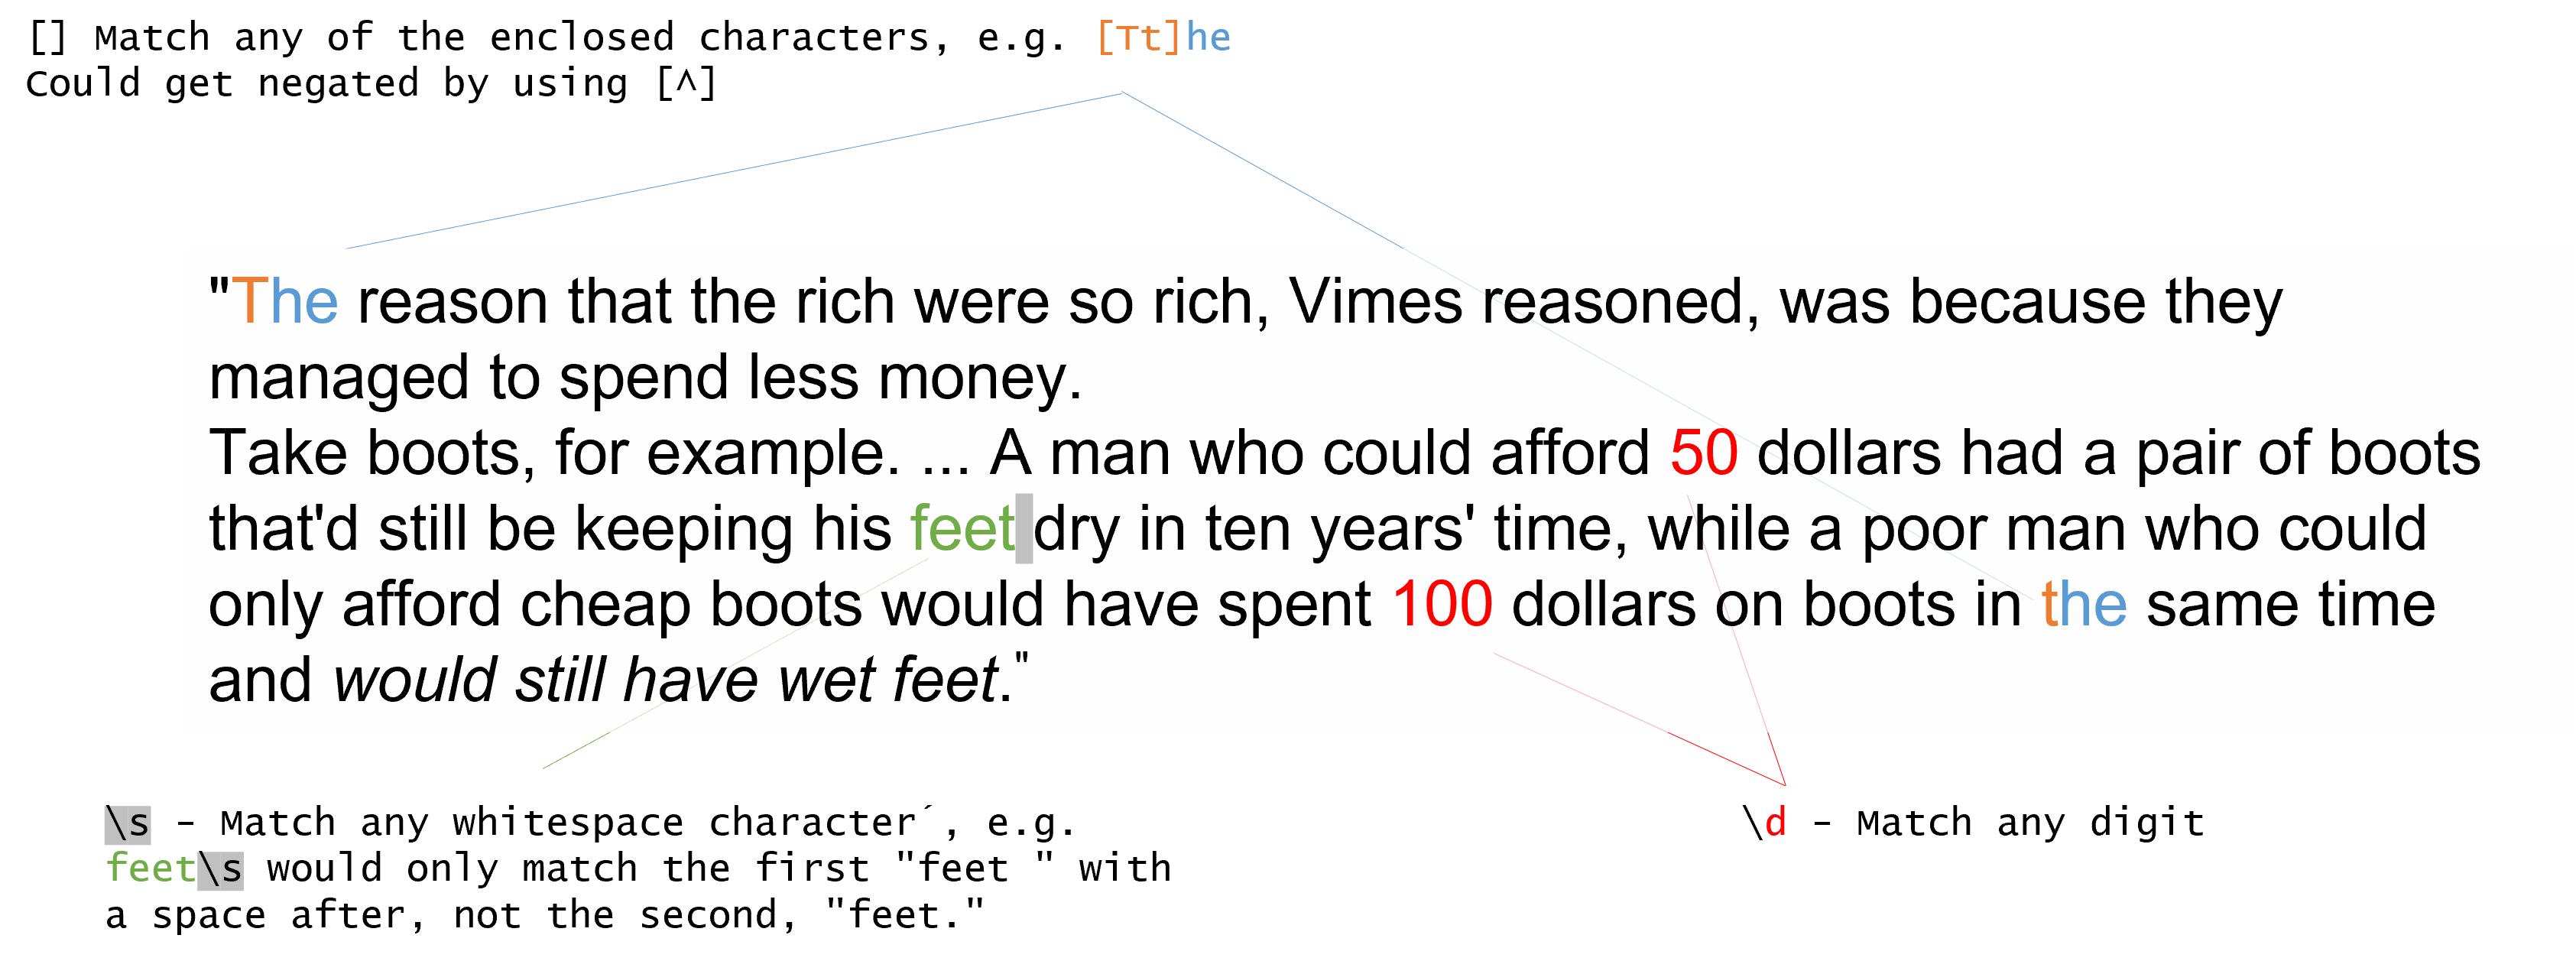 [] Match any of the enclosed characters, e.g. [Tt]he
Could get negated by using [^]
"The reason that the rich were so rich, Vimes reasoned, was because they
managed to spend less money.
Take boots, for example. ... A man who could afford 50 dollars had a pair of boots
that'd still be keeping his feet dry in ten years' time, while a poor man who could
only afford cheap boots would have spent 100 dollars on boots in the same time
and would still have wet feet."
\s – Match any whitespace character´, e.g.
feet\s would only match the first "feet " with
a space after, not the second, "feet."
\d – Match any digit